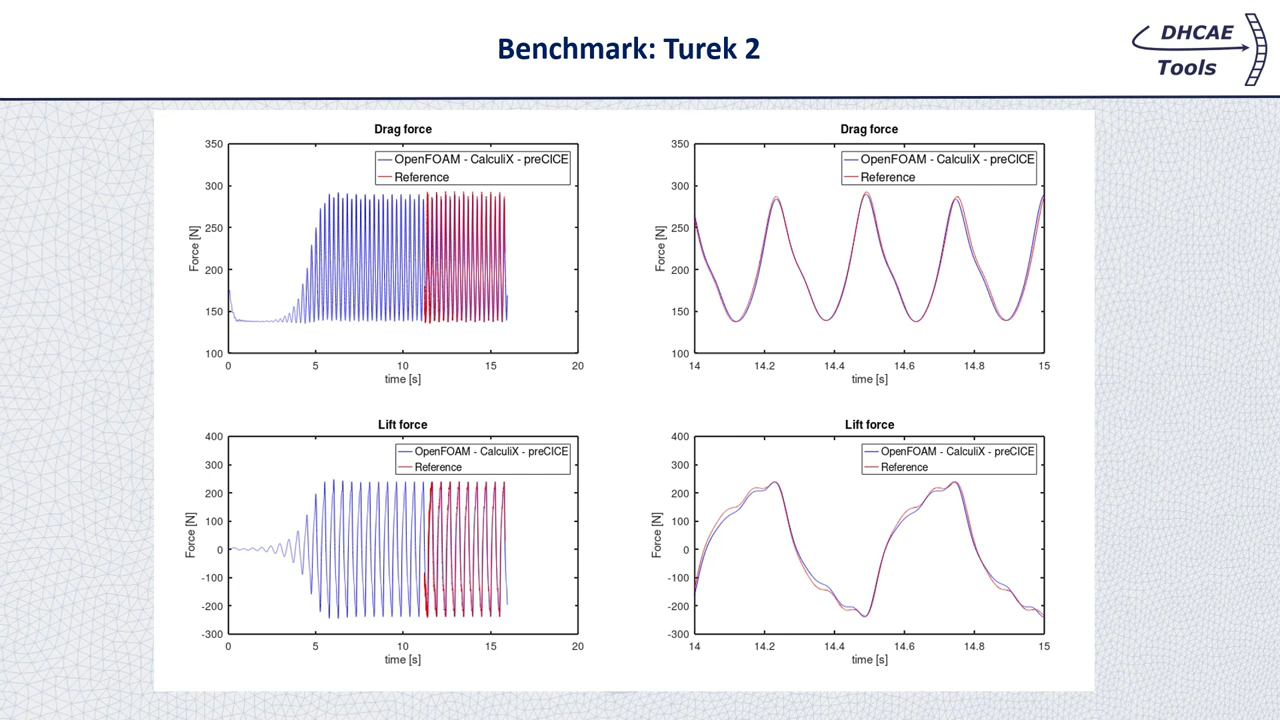 Benchmark: Turek 2
DHCAE
Tools
Drag force
350
300
250
200
150
100
Force [N]
OpenFOAM - CalculiX - preCICE
Reference
0 5 10 15 20
time [s]
Drag force
350
300
250
200
150
100
Force [N]
OpenFOAM - CalculiX - preCICE
Reference
14 14.2 14.4 14.6 14.8 15
time [s]
Lift force
400
300
200
100
0
-100
-200
-300
Force [N]
OpenFOAM - CalculiX - preCICE
Reference
0 5 10 15 20
time [s]
Lift force
400
300
200
100
0
-100
-200
-300
Force [N]
OpenFOAM - CalculiX - preCICE
Reference
14 14.2 14.4 14.6 14.8 15
time [s]